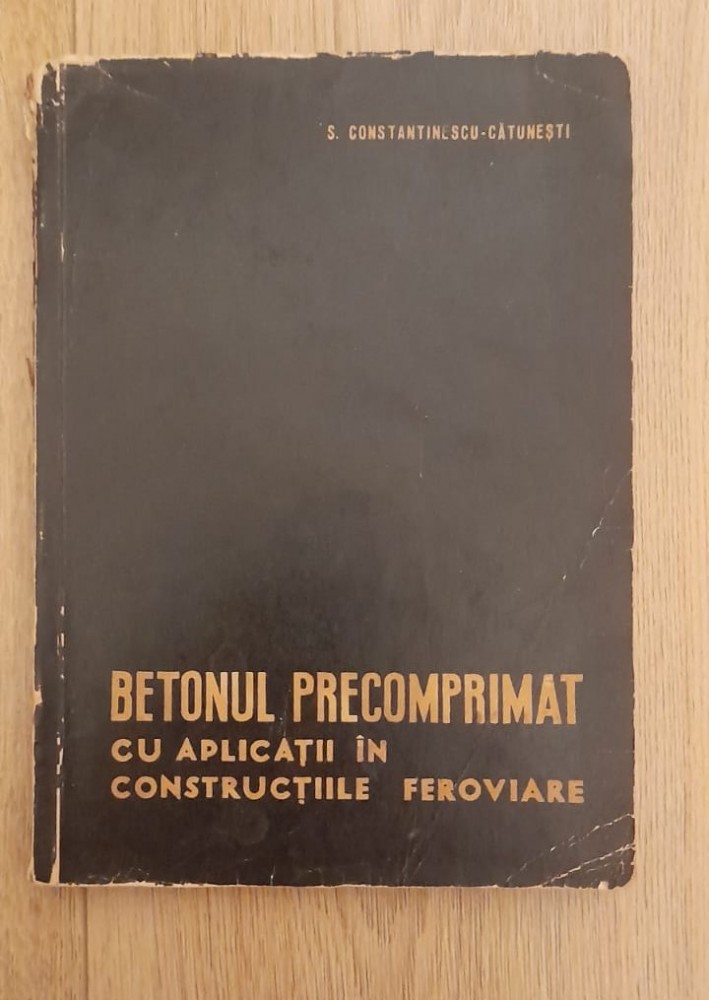 S. CONSTANTINESCU-CĂTUNEȘTI
BETONUL PRECOMPRIMAT
CU APLICAȚII ÎN
CONSTRUCȚIILE FEROVIARE